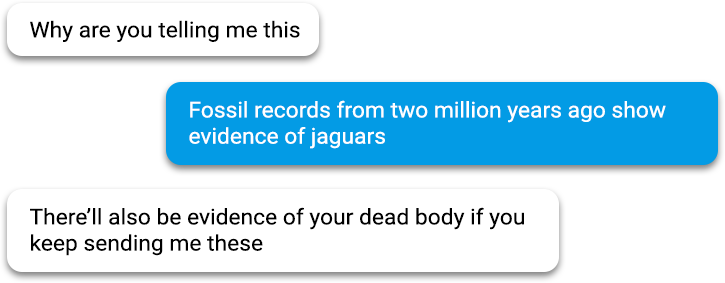 Why are you telling me this
Fossil records from two million years ago show
evidence of jaguars
There’ll also be evidence of your dead body if you
keep sending me these